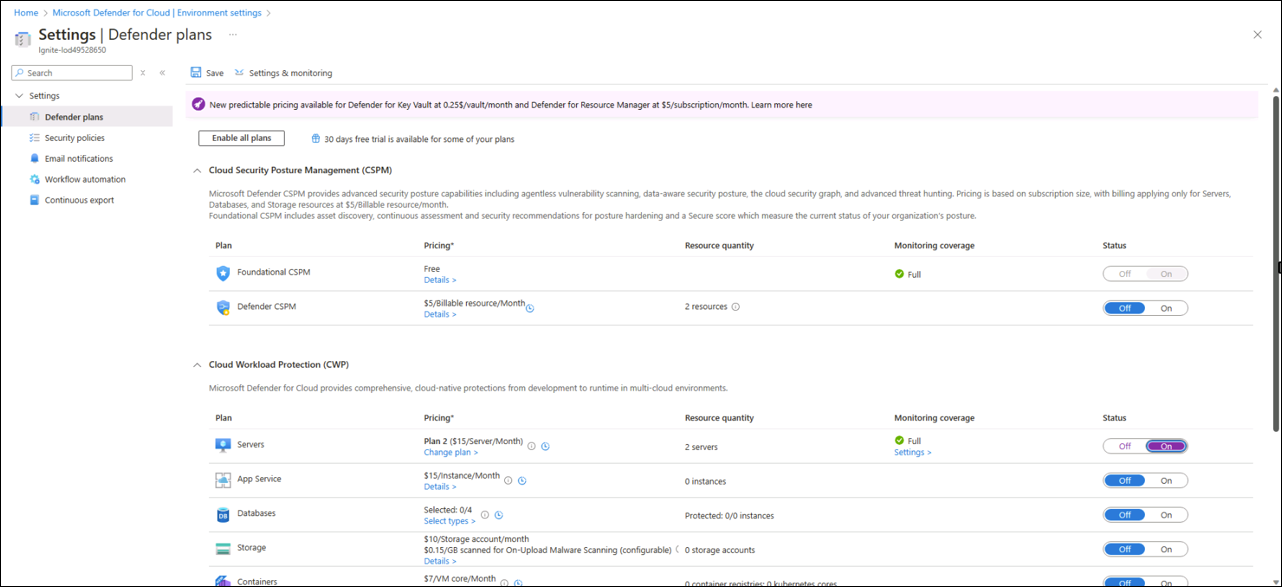 Home > Microsoft Defender for Cloud | Environment settings >
Settings | Defender plans ...
Ignite-lod49528650
Search
Save Settings & monitoring
Settings
Defender plans
Security policies
Email notifications
Workflow automation
Continuous export
New predictable pricing available for Defender for Key Vault at 0.25$/vault/month and Defender for Resource Manager at $5/subscription/month. Learn more here
Enable all plans 30 days free trial is available for some of your plans
Cloud Security Posture Management (CSPM)
Microsoft Defender CSPM provides advanced security posture capabilities including agentless vulnerability scanning, data-aware security posture, the cloud security graph, and advanced threat hunting. Pricing is based on subscription size, with billing applying only for Servers,
Databases, and Storage resources at $5/Billable resource/month.
Foundational CSPM includes asset discovery, continuous assessment and security recommendations for posture hardening and a Secure score which measure the current status of your organization's posture.
Plan Pricing* Resource quantity Monitoring coverage Status
Foundational CSPM Free Full Off On
Details >
Defender CSPM $5/Billable resource/Month 2 resources Off On
Details >
Cloud Workload Protection (CWP)
Microsoft Defender for Cloud provides comprehensive, cloud-native protections from development to runtime in multi-cloud environments.
Plan Pricing* Resource quantity Monitoring coverage Status
Servers Plan 2 ($15/Server/Month) 2 servers Full Off On
Change plan > Settings >
App Service $15/Instance/Month 0 instances Off On
Details >
Databases Selected: 0/4 Protected: 0/0 instances Off On
Select types >
Storage $10/Storage account/month 0 storage accounts Off On
$0.15/GB scanned for On-Upload Malware Scanning (configurable)
Details >
Containers $7/VM core/Month 0 container registries; 0 kubernetes cores Off On